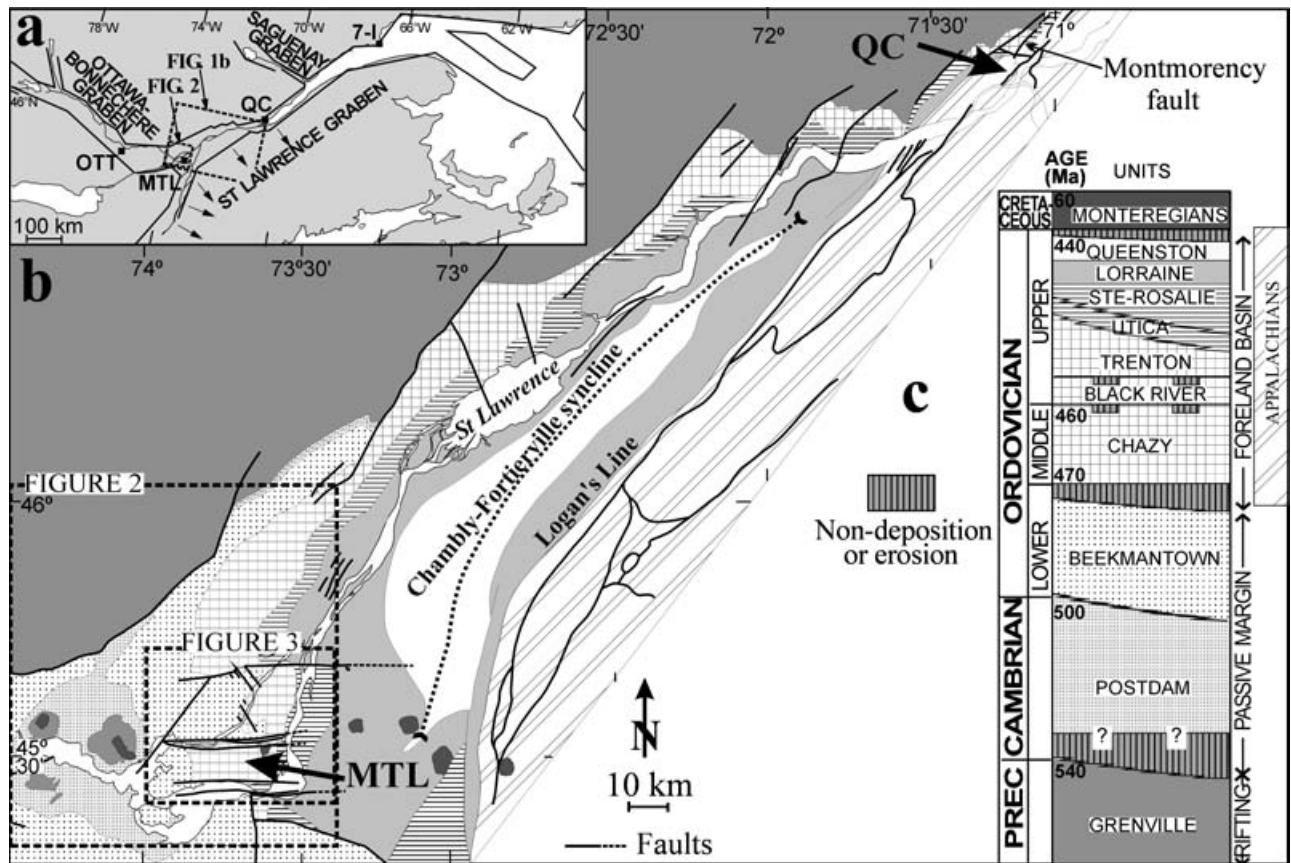 a
78°W
74°W
70°W
66°W
62°W
46°N
7-I
SAGUENAY
GRABEN
FIG. 1b
OTTAWA-
BONNECHERE
GRABEN
FIG. 2
QC
OTT
MTL
ST LAWRENCE GRABEN
100 km
b
74°
73°30'
73°
72°30'
72°
71°30'
71°
46°
45°
30'
QC
Montmorency
fault
St Lawrence
Chambly-Fortierville syncline
Logan's Line
FIGURE 2
FIGURE 3
MTL
N
10 km
Faults
c
Non-deposition
or erosion
AGE
(Ma)
UNITS
CRETA-
CEOUS
60
MONTEREGIANS
ORDOVICIAN
UPPER
440
QUEENSTON
LORRAINE
STE-ROSALIE
UTICA
TRENTON
BLACK RIVER
MIDDLE
460
CHAZY
470
LOWER
BEEKMANTOWN
CAMBRIAN
500
POSTDAM
? ?
PREC
540
GRENVILLE
FORELAND BASIN
APPALACHIANS
PASSIVE MARGIN
RIFTING